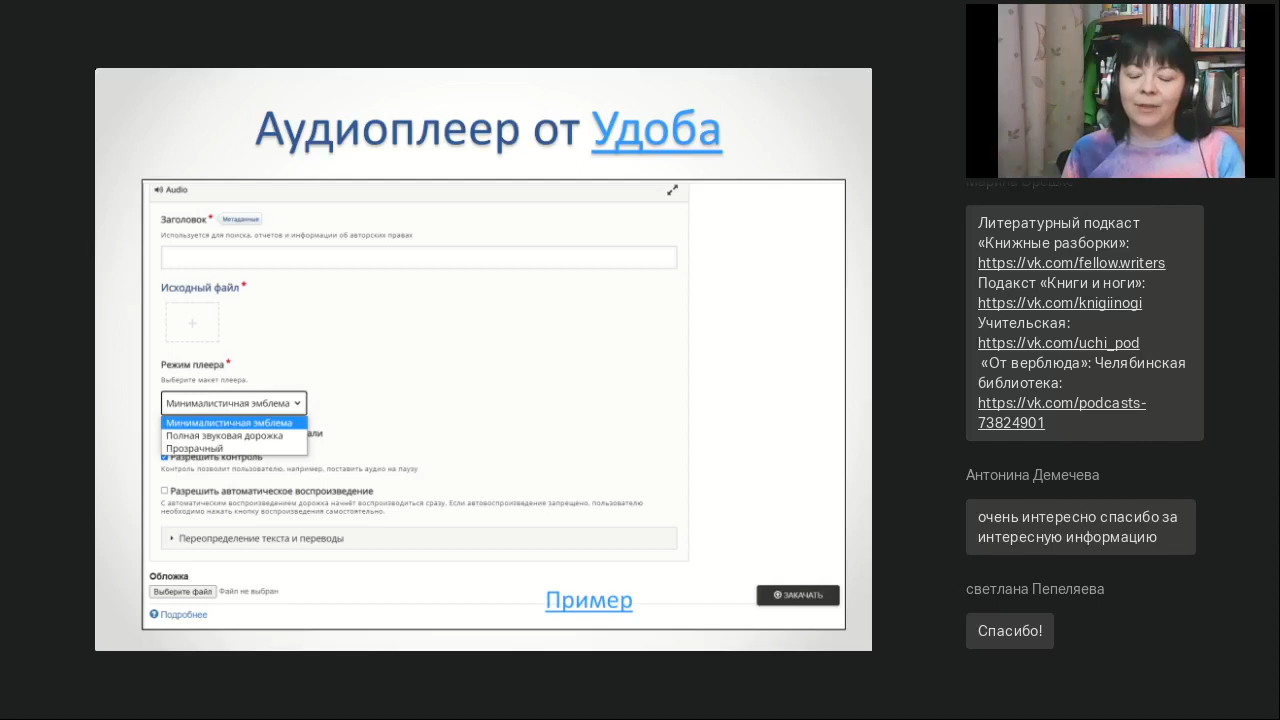 Аудиоплеер от Удоба
Audio
Заголовок* Метаданные
Используется для поиска, отчетов и информации об авторских правах
Исходный файл*
Режим плеера*
Выберите макет плеера.
Минималистичная эмблема
Минималистичная эмблема
Полная звуковая дорожка
Прозрачный
Разрешить контроль
Контроль позволит пользователю, например, поставить аудио на паузу
Разрешить автоматическое воспроизведение
С автоматическим воспроизведением дорожка начнёт воспроизводиться сразу. Если автовоспроизведение запрещено, пользователю
необходимо нажать кнопку воспроизведения самостоятельно.
Переопределение текста и переводы
Обложка
Выберите файл Файл не выбран
Подробнее
Пример
ЗАКАЧАТЬ
Литературный подкаст
«Книжные разборки»:
https://vk.com/fellow.writers
Подакст «Книги и ноги»:
https://vk.com/knigiinogi
Учительская:
https://vk.com/uchi_pod
«От верблюда»: Челябинская
библиотека:
https://vk.com/podcasts-
73824901
Антонина Демечева
очень интересно спасибо за
интересную информацию
светлана Пепеляева
Спасибо!